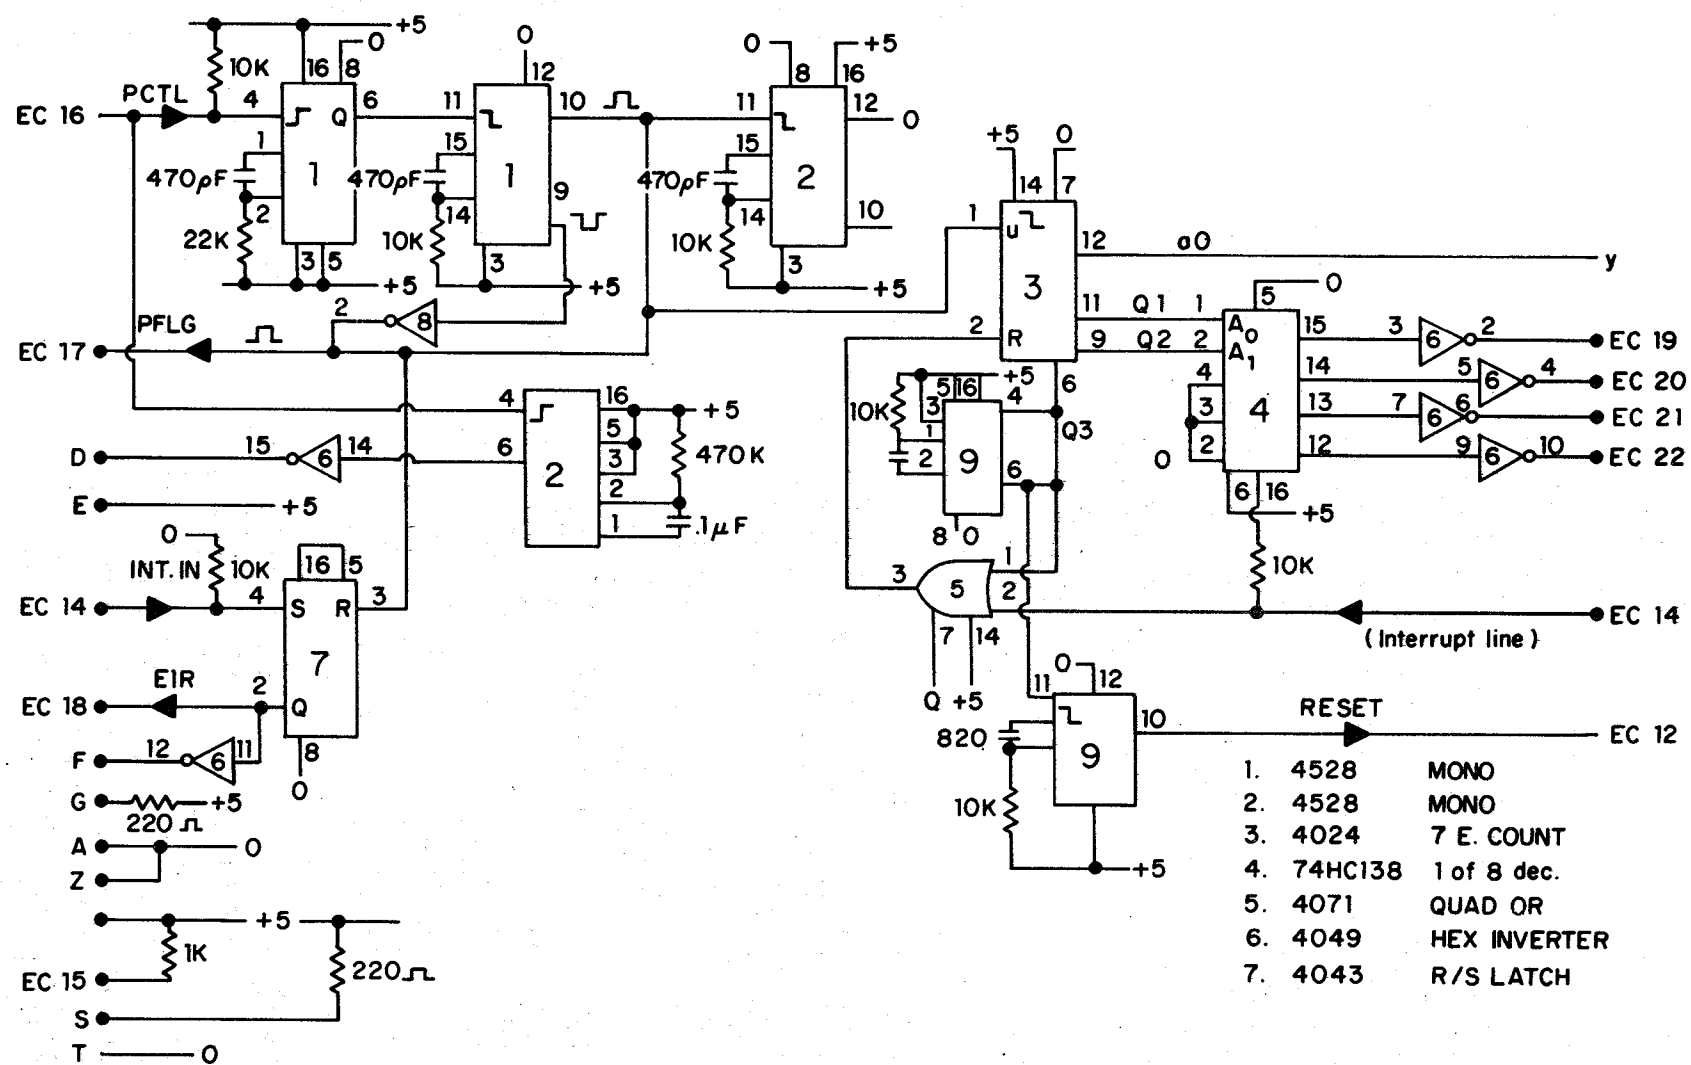 +5
0
10K
16
8
PCTL
EC 16
4
Q
6
1
470pF
1
2
22K
3
5
+5
0
12
11
10
15
470pF
1
9
14
10K
3
+5
0
8
+5
16
11
12
0
15
470pF
2
14
10
10K
3
+5
2
8
PFLG
EC 17
4
16
+5
5
6
3
470K
2
2
1
.1μF
D
15
6
14
E
+5
0
INT. IN
10K
16
5
EC 14
4
S
R
3
7
EIR
EC 18
2
Q
8
0
F
12
6
11
G
+5
220Ω
A
0
Z
+5
1K
EC 15
220Ω
S
T
0
+5
0
14
7
1
u
12
a0
y
3
11
Q1
1
9
Q2
2
2
R
6
0
5
A0
A1
4
3
2
0
4
15
3
6
2
EC 19
14
5
6
4
EC 20
13
7
6
6
EC 21
12
9
6
10
EC 22
6
16
+5
10K
+5
5
16
10K
3
4
1
Q3
2
9
6
8
0
1
3
5
2
7
14
Q
+5
EC 14
(Interrupt line)
0
12
11
820
9
10
10K
+5
RESET
EC 12
1. 4528 MONO
2. 4528 MONO
3. 4024 7 E. COUNT
4. 74HC138 1 of 8 dec.
5. 4071 QUAD OR
6. 4049 HEX INVERTER
7. 4043 R/S LATCH